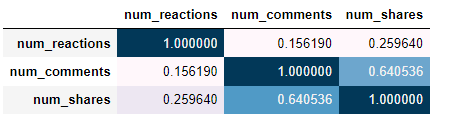 num_reactions num_comments num_shares
num_reactions 1.000000 0.156190 0.259640
num_comments 0.156190 1.000000 0.640536
num_shares 0.259640 0.640536 1.000000